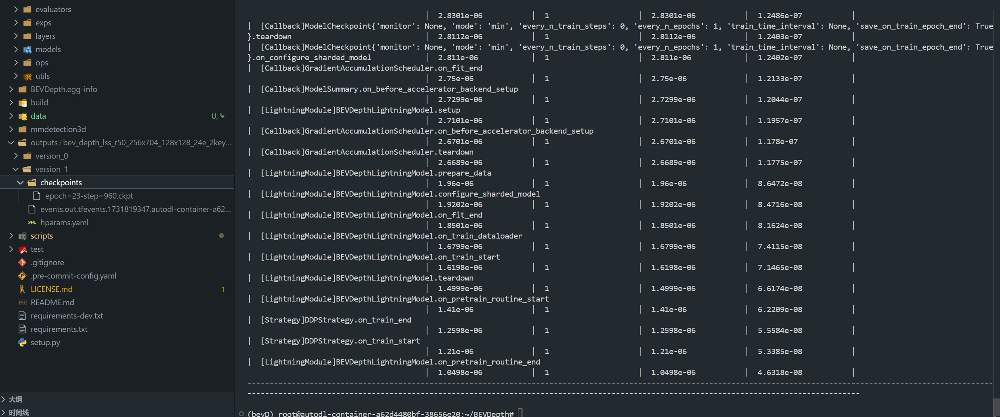 evaluators
exps
layers
models
ops
utils
BEVDepth.egg-info
build
data U,
mmdetection3d
outputs/bev_depth_lss_r50_256x704_128x128_24e_2key...
version_0
version_1
checkpoints
epoch=23-step=960.ckpt
events.out.tfevents.1731819347.autodl-container-a62...
hparams.yaml
scripts
test
.gitignore
.pre-commit-config.yaml
LICENSE.md 1
README.md
requirements-dev.txt
requirements.txt
setup.py
大纲
时间线
| 2.8301e-06 | 1 | 2.8301e-06 | 1.2486e-07 |
| [Callback]ModelCheckpoint{'monitor': None, 'mode': 'min', 'every_n_train_steps': 0, 'every_n_epochs': 1, 'train_time_interval': None, 'save_on_train_epoch_end': True
}.teardown | 2.8112e-06 | 1 | 2.8112e-06 | 1.2403e-07 |
| [Callback]ModelCheckpoint{'monitor': None, 'mode': 'min', 'every_n_train_steps': 0, 'every_n_epochs': 1, 'train_time_interval': None, 'save_on_train_epoch_end': True
}.on_configure_sharded_model | 2.811e-06 | 1 | 2.811e-06 | 1.2402e-07 |
| [Callback]GradientAccumulationScheduler.on_fit_end
| 2.75e-06 | 1 | 2.75e-06 | 1.2133e-07 |
| [Callback]ModelSummary.on_before_accelerator_backend_setup
| 2.7299e-06 | 1 | 2.7299e-06 | 1.2044e-07 |
| [LightningModule]BEVDepthLightningModel.setup
| 2.7101e-06 | 1 | 2.7101e-06 | 1.1957e-07 |
| [Callback]GradientAccumulationScheduler.on_before_accelerator_backend_setup
| 2.6701e-06 | 1 | 2.6701e-06 | 1.178e-07 |
| [Callback]GradientAccumulationScheduler.teardown
| 2.6689e-06 | 1 | 2.6689e-06 | 1.1775e-07 |
| [LightningModule]BEVDepthLightningModel.prepare_data
| 1.96e-06 | 1 | 1.96e-06 | 8.6472e-08 |
| [LightningModule]BEVDepthLightningModel.configure_sharded_model
| 1.9202e-06 | 1 | 1.9202e-06 | 8.4716e-08 |
| [LightningModule]BEVDepthLightningModel.on_fit_end
| 1.8501e-06 | 1 | 1.8501e-06 | 8.1624e-08 |
| [LightningModule]BEVDepthLightningModel.on_train_dataloader
| 1.6799e-06 | 1 | 1.6799e-06 | 7.4115e-08 |
| [LightningModule]BEVDepthLightningModel.on_train_start
| 1.6198e-06 | 1 | 1.6198e-06 | 7.1465e-08 |
| [LightningModule]BEVDepthLightningModel.teardown
| 1.4999e-06 | 1 | 1.4999e-06 | 6.6174e-08 |
| [LightningModule]BEVDepthLightningModel.on_pretrain_routine_start
| 1.41e-06 | 1 | 1.41e-06 | 6.2209e-08 |
| [Strategy]DDPStrategy.on_train_end
| 1.2598e-06 | 1 | 1.2598e-06 | 5.5584e-08 |
| [Strategy]DDPStrategy.on_train_start
| 1.21e-06 | 1 | 1.21e-06 | 5.3385e-08 |
| [LightningModule]BEVDepthLightningModel.on_pretrain_routine_end
| 1.0498e-06 | 1 | 1.0498e-06 | 4.6318e-08 |
(bevD) root@autodl-container-a62d4480bf-38656e20:~/BEVDepth#